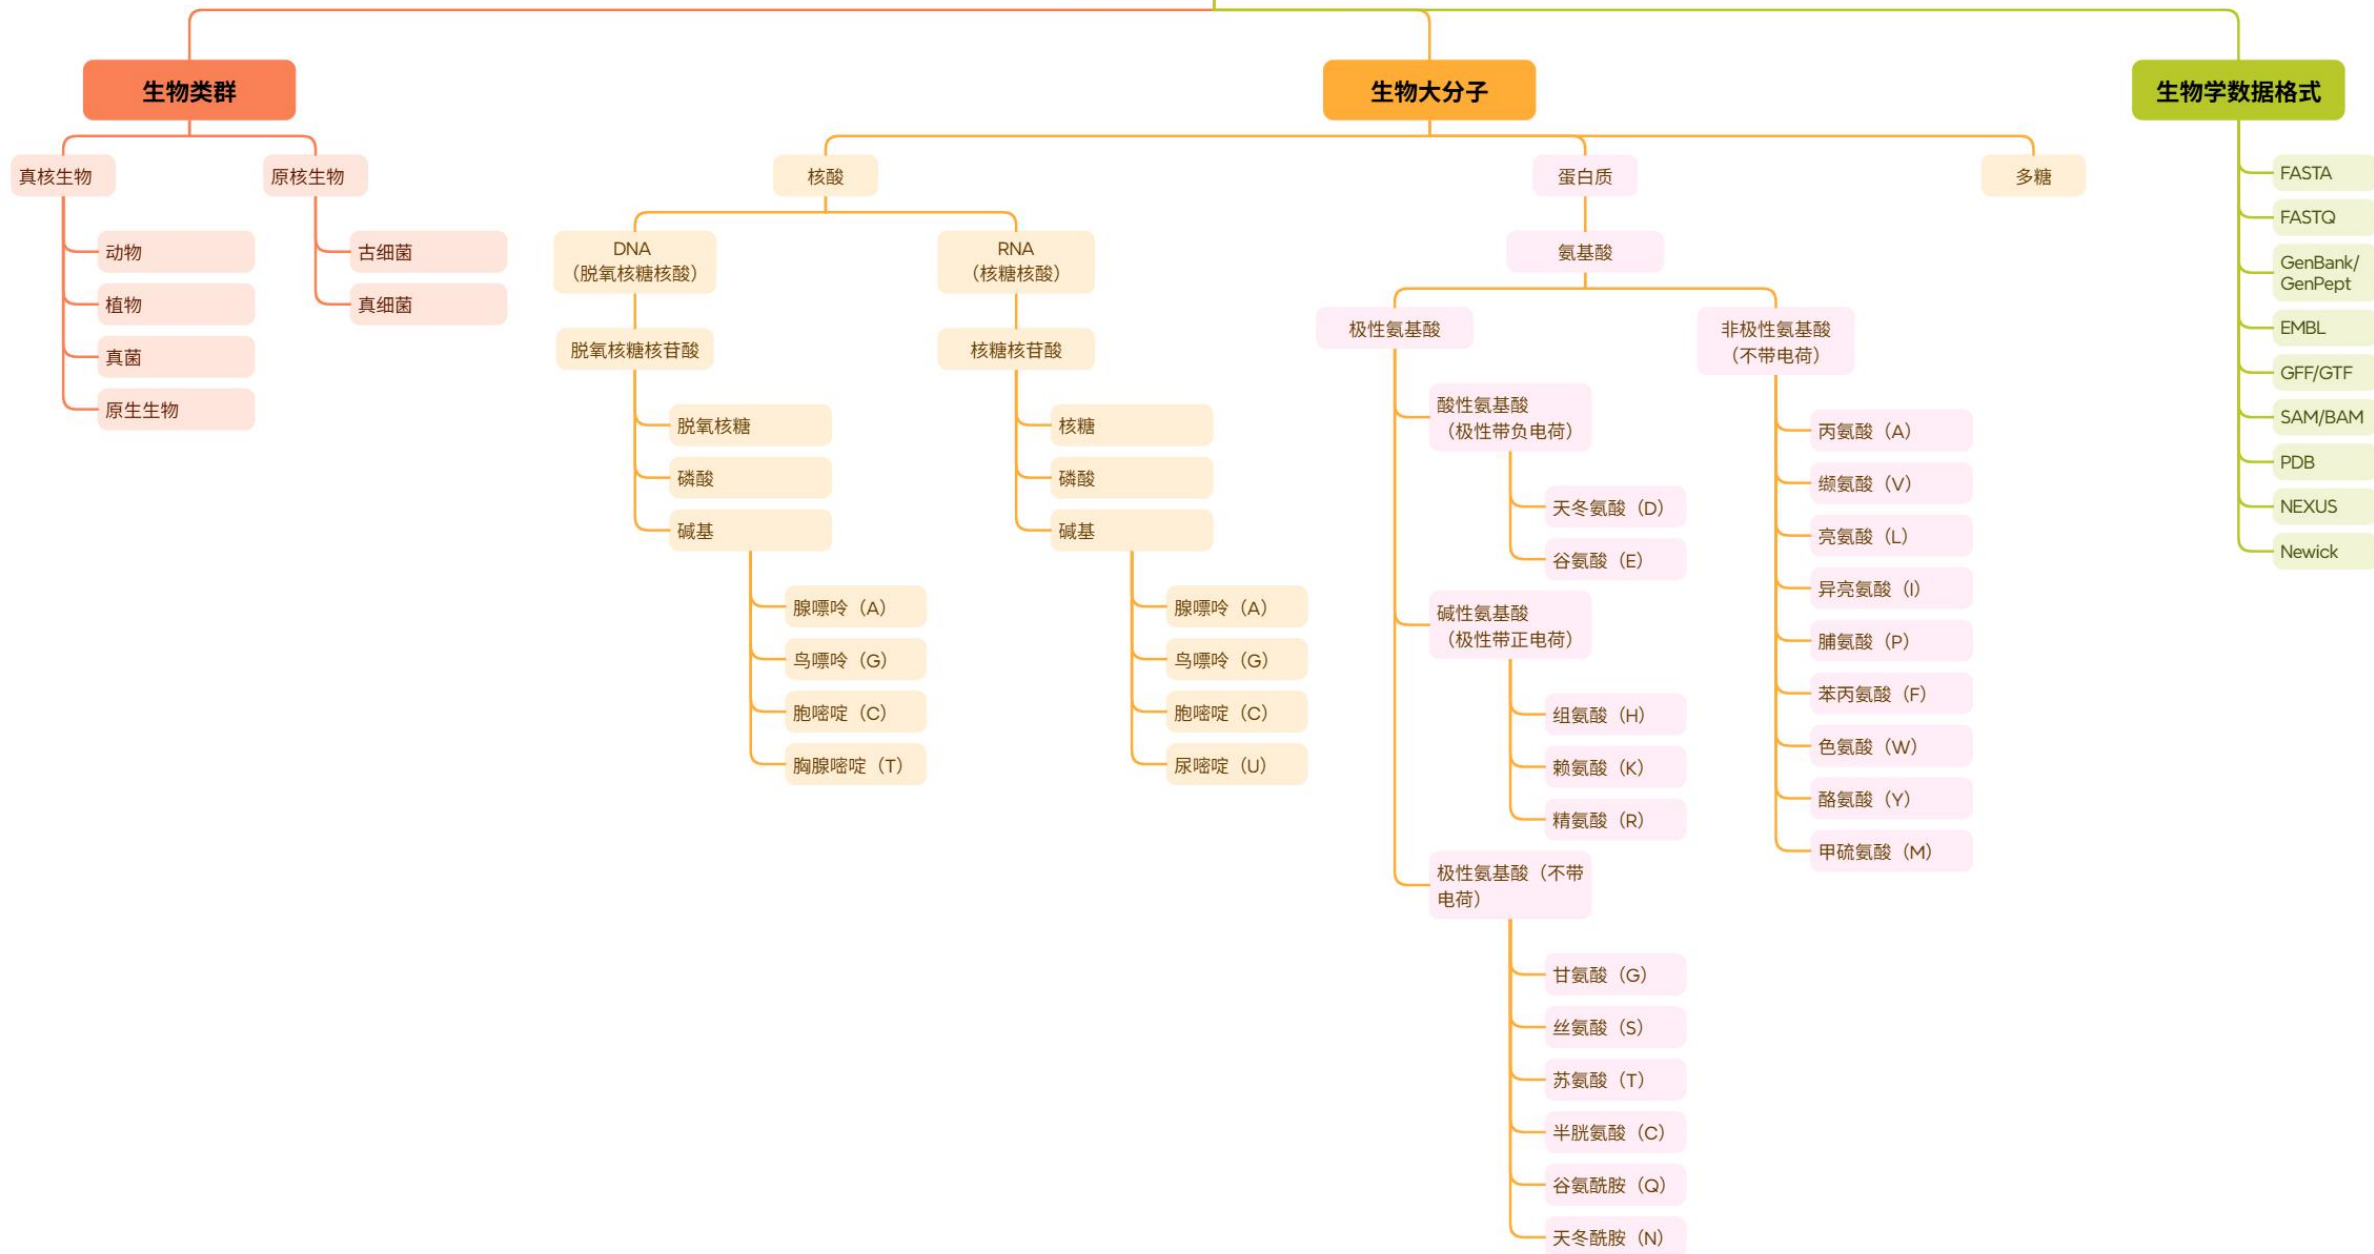 生物类群
生物大分子
生物学数据格式
真核生物
原核生物
动物
植物
真菌
原生生物
古细菌
真细菌
核酸
蛋白质
多糖
DNA
（脱氧核糖核酸）
脱氧核糖核苷酸
脱氧核糖
磷酸
碱基
腺嘌呤（A）
鸟嘌呤（G）
胞嘧啶（C）
胸腺嘧啶（T）
RNA
（核糖核酸）
核糖核苷酸
核糖
磷酸
碱基
腺嘌呤（A）
鸟嘌呤（G）
胞嘧啶（C）
尿嘧啶（U）
氨基酸
极性氨基酸
酸性氨基酸
（极性带负电荷）
天冬氨酸（D）
谷氨酸（E）
碱性氨基酸
（极性带正电荷）
组氨酸（H）
赖氨酸（K）
精氨酸（R）
极性氨基酸（不带
电荷）
甘氨酸（G）
丝氨酸（S）
苏氨酸（T）
半胱氨酸（C）
谷氨酰胺（Q）
天冬酰胺（N）
非极性氨基酸
（不带电荷）
丙氨酸（A）
缬氨酸（V）
亮氨酸（L）
异亮氨酸（I）
脯氨酸（P）
苯丙氨酸（F）
色氨酸（W）
酪氨酸（Y）
甲硫氨酸（M）
FASTA
FASTQ
GenBank/
GenPept
EMBL
GFF/GTF
SAM/BAM
PDB
NEXUS
Newick